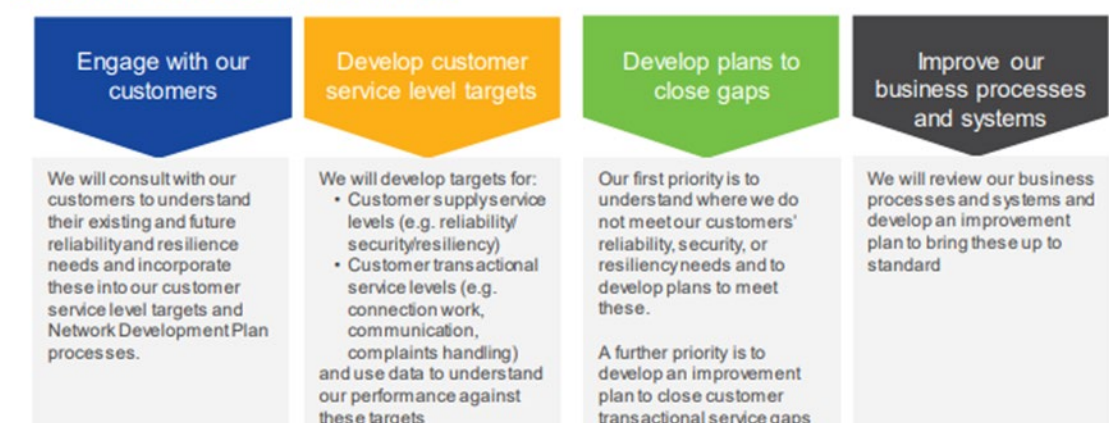 Engage with our
customers
We will consult with our
customers to understand
their existing and future
reliability and resilience
needs and incorporate
these into our customer
service level targets and
Network Development Plan
processes.
Develop customer
service level targets
We will develop targets for:
• Customer supply service
levels (e.g. reliability/
security/resiliency)
• Customer transactional
service levels (e.g.
connection work,
communication,
complaints handling)
and use data to understand
our performance against
these targets
Develop plans to
close gaps
Our first priority is to
understand where we do
not meet our customers'
reliability, security, or
resiliency needs and to
develop plans to meet
these.
A further priority is to
develop an improvement
plan to close customer
transactional service gaps
Improve our
business processes
and systems
We will review our business
processes and systems and
develop an improvement
plan to bring these up to
standard